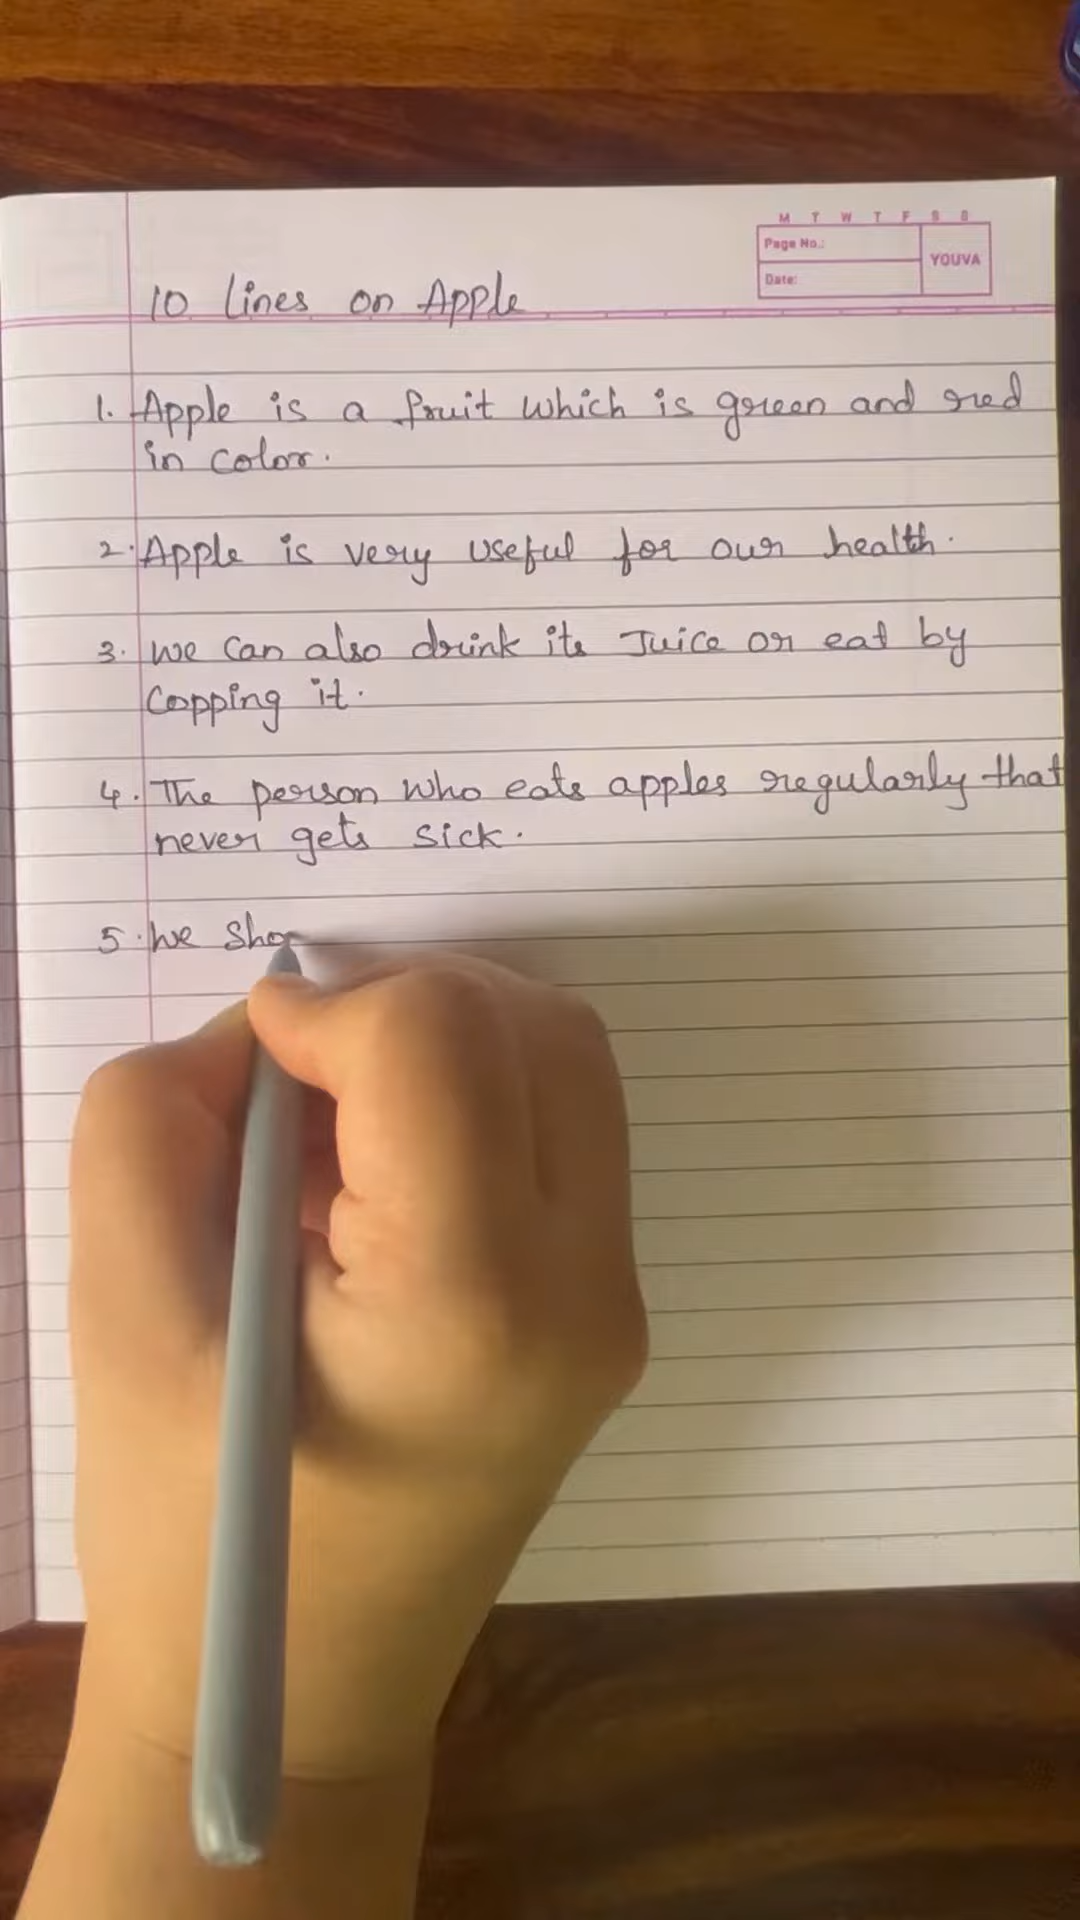 M T W T F S S
Page No.:
YOUVA
Date:
10 Lines on Apple
1. Apple is a fruit which is green and red
in color.
2. Apple is very useful for our health.
3. we can also drink its Juice or eat by
Copping it.
4. The person who eats apples regularly that
never gets sick.
5. we sho